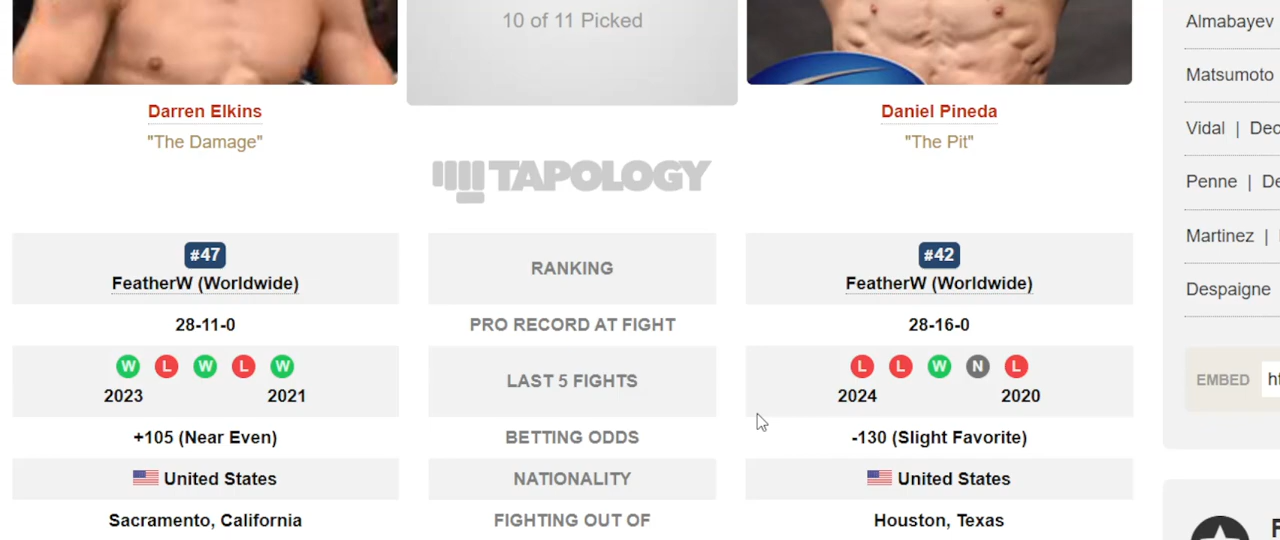 10 of 11 Picked
Darren Elkins
"The Damage"
Daniel Pineda
"The Pit"
TAPOLOGY
#47
FeatherW (Worldwide)
RANKING
#42
FeatherW (Worldwide)
28-11-0
PRO RECORD AT FIGHT
28-16-0
W L W L W
2023 2021
LAST 5 FIGHTS
L L W N L
2024 2020
+105 (Near Even)
BETTING ODDS
-130 (Slight Favorite)
United States
NATIONALITY
United States
Sacramento, California
FIGHTING OUT OF
Houston, Texas
Almabayev
Matsumoto
Vidal | Dec
Penne | De
Martinez |
Despaigne
EMBED